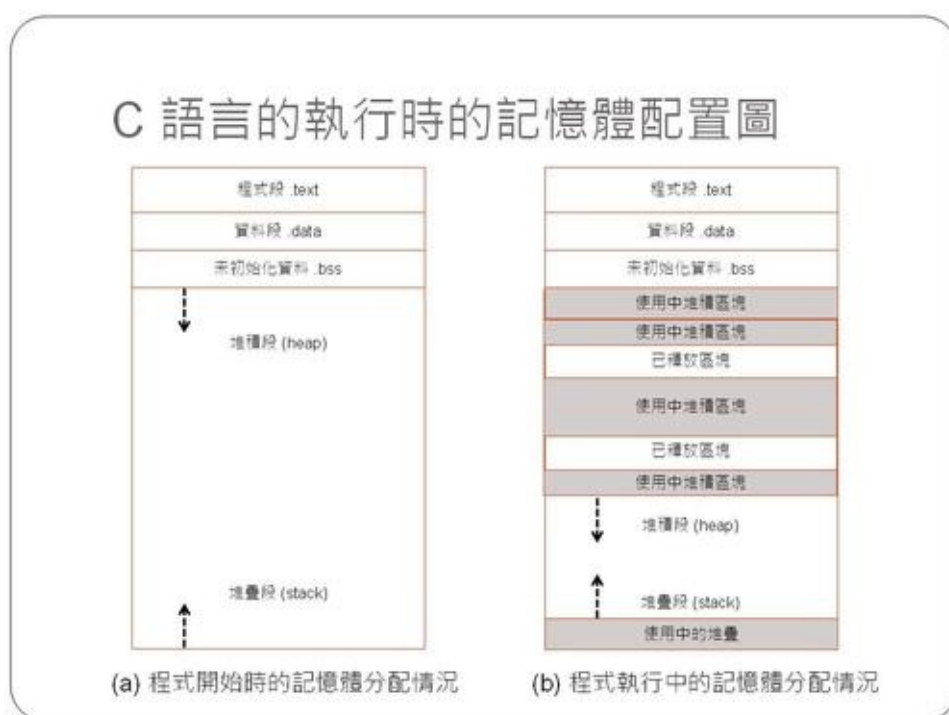 C 語言的執行時的記憶體配置圖
程式段 .text
資料段 .data
未初始化資料 .bss
堆積段 (heap)
堆疊段 (stack)
(a) 程式開始時的記憶體分配情況
程式段 .text
資料段 .data
未初始化資料 .bss
使用中堆積區塊
使用中堆積區塊
已釋放區塊
使用中堆積區塊
已釋放區塊
使用中堆積區塊
堆積段 (heap)
堆疊段 (stack)
使用中的堆疊
(b) 程式執行中的記憶體分配情況